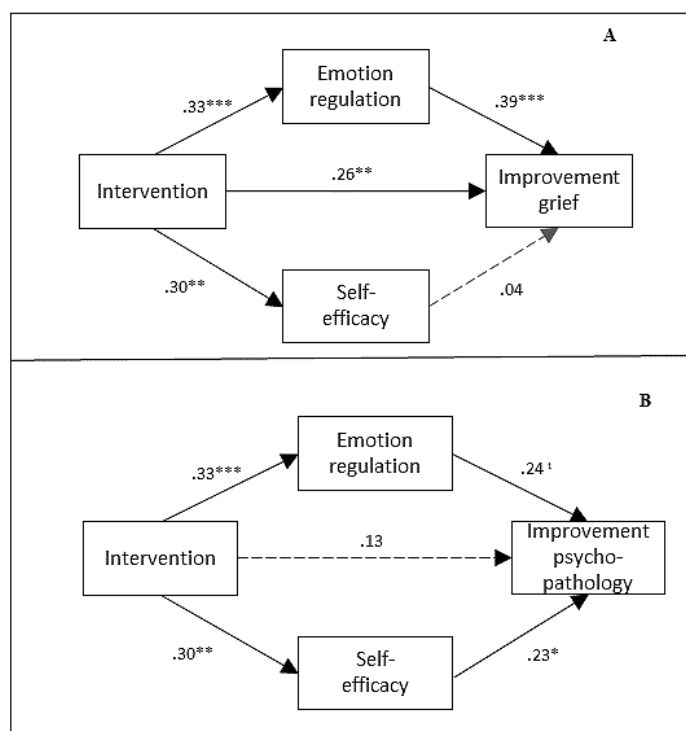 A
Emotion
regulation
.33***
.39***
Intervention
.26**
Improvement
grief
.30**
Self-
efficacy
.04
B
Emotion
regulation
.33***
.24 ᵗ
Intervention
.13
Improvement
psycho-
pathology
.30**
Self-
efficacy
.23*